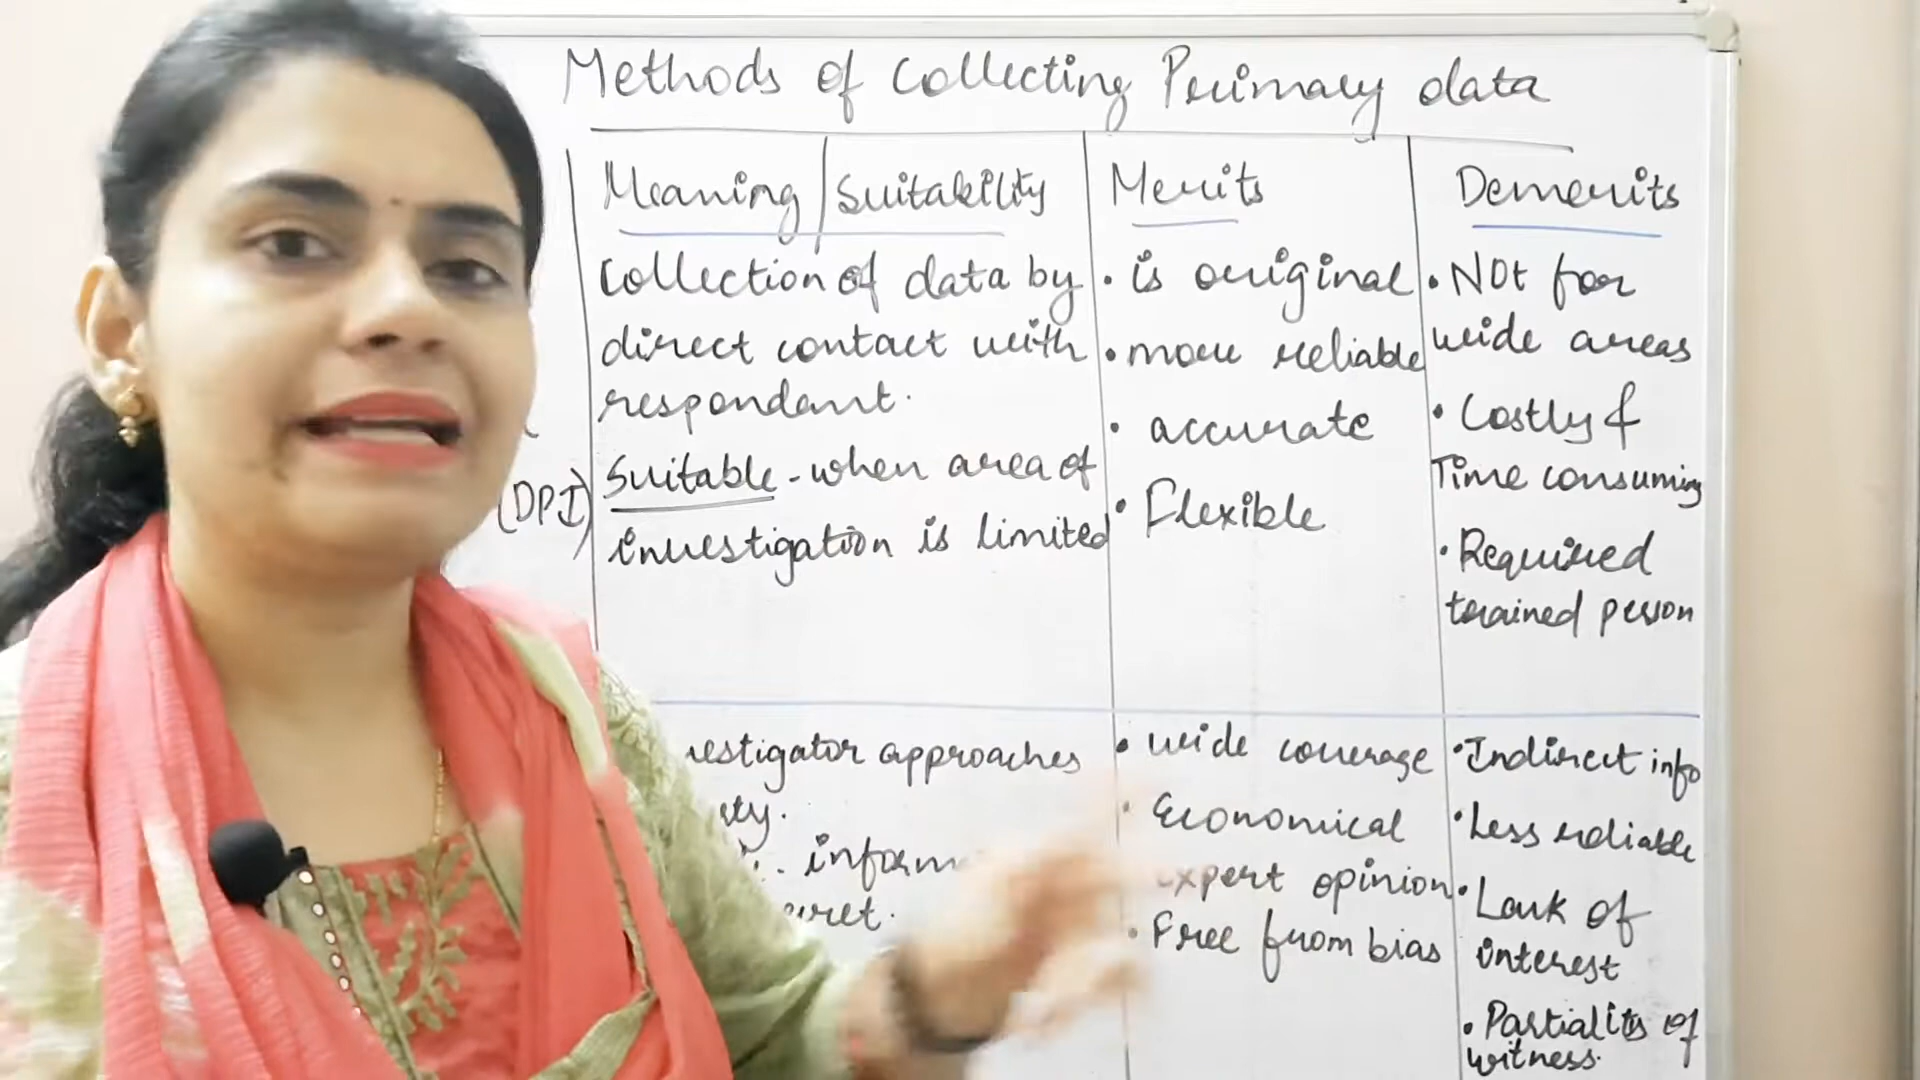 Methods of Collecting Primary data
Meaning / Suitability
Merits
Demerits
(DPI)
Collection of data by
direct contact with
respondant.
Suitable - when area of
investigation is limited
• is original
• more reliable
• accurate
• Flexible
• NOt for
wide areas
• Costly &
Time consuming
• Required
trained person
approaches
• wide coverage
• Economical
expert opinion
• Free from bias
• Indirect info
• Less reliable
• Lack of
interest
• Partiality of
witness.